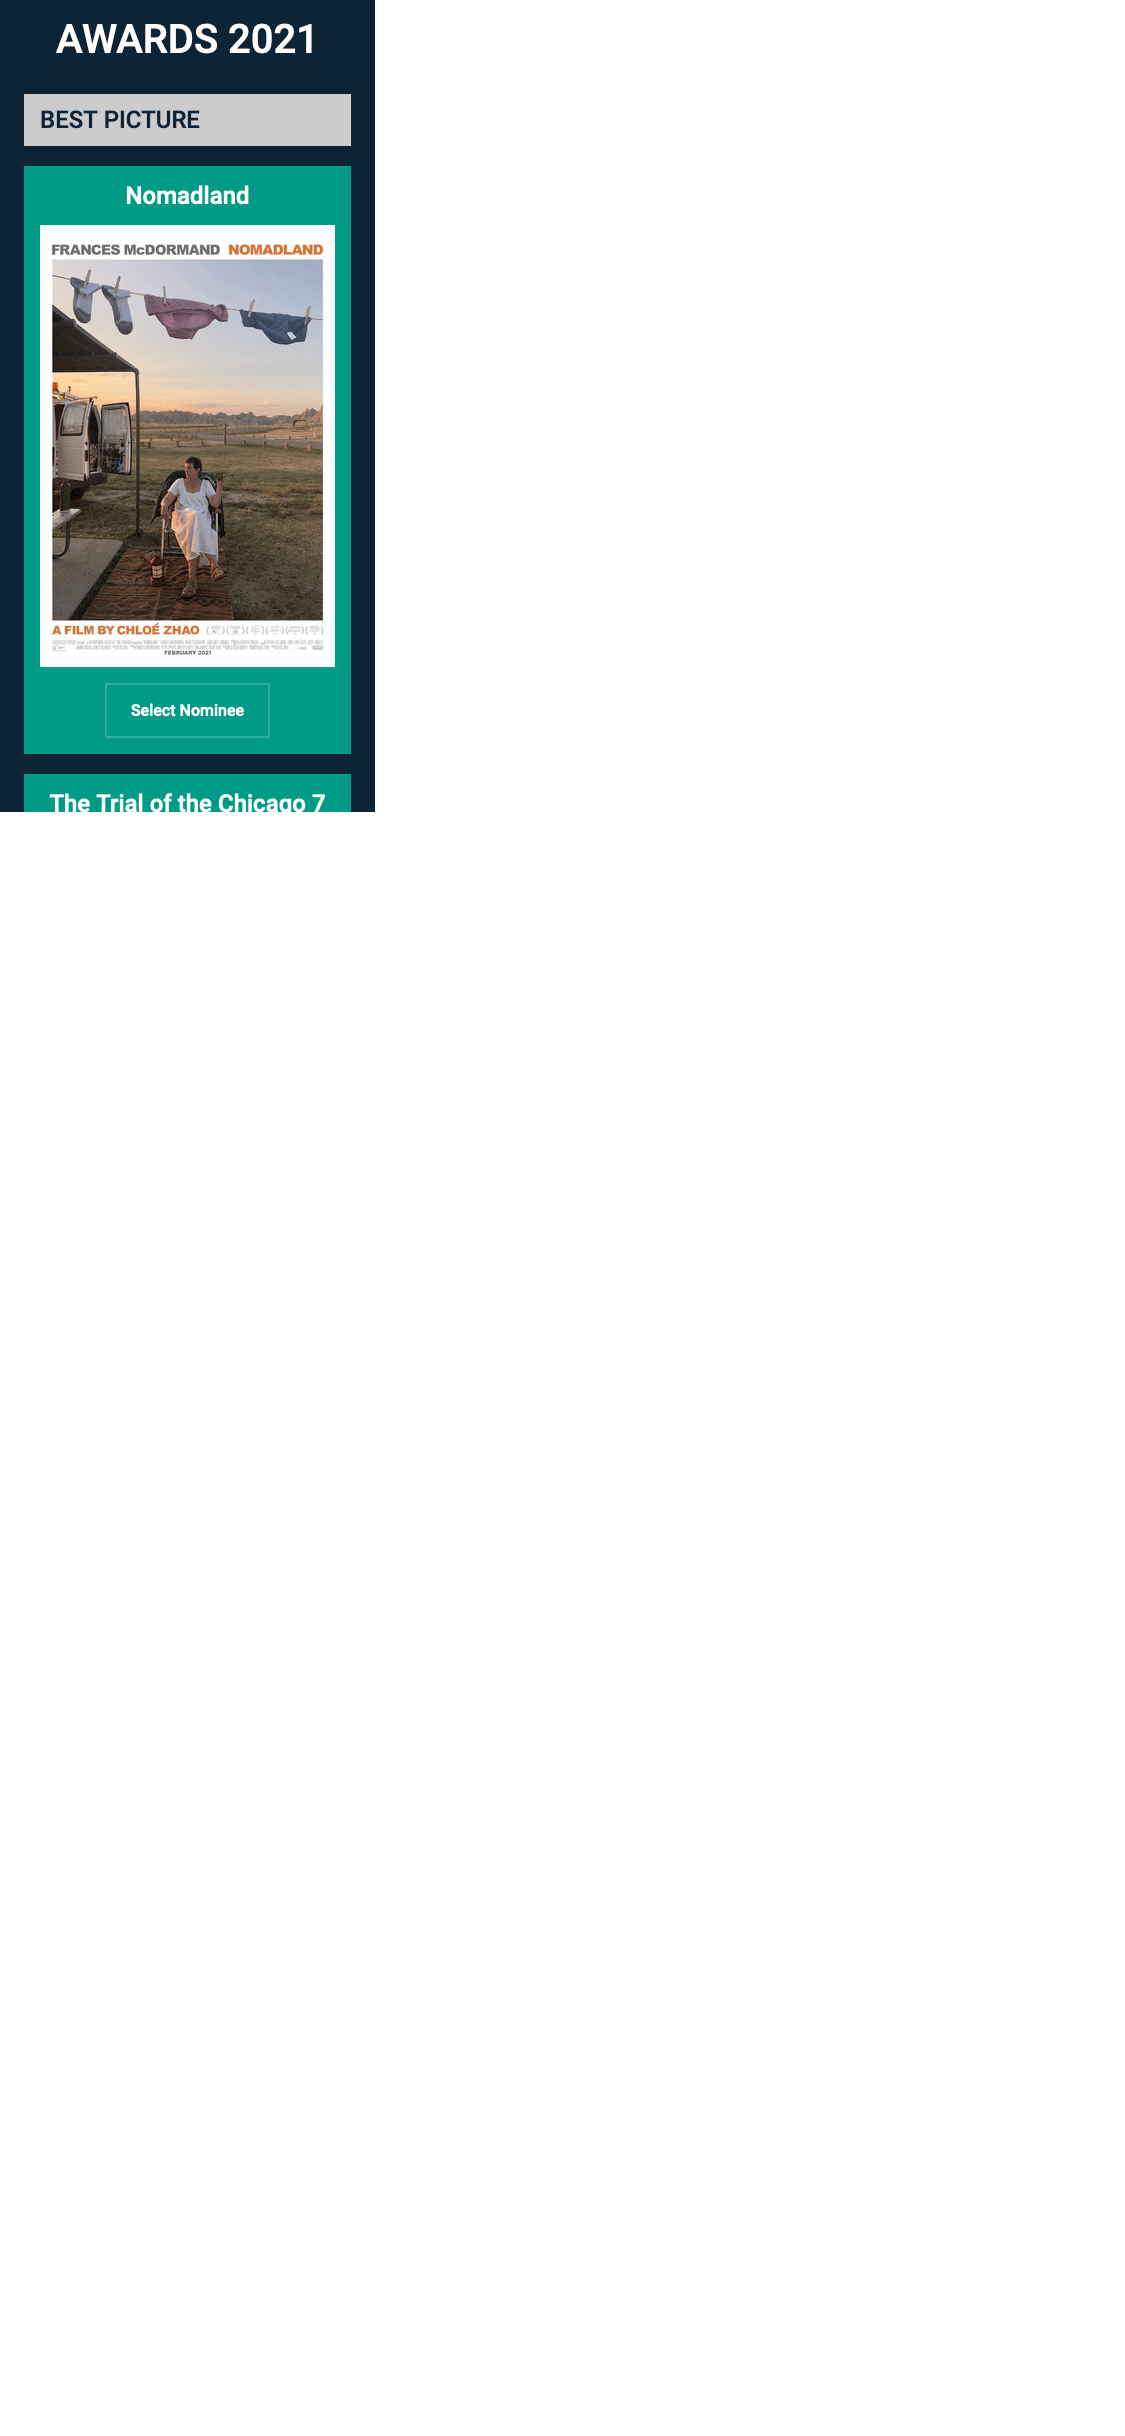 AWARDS 2021
BEST PICTURE
Nomadland
FRANCES McDORMAND NOMADLAND
A FILM BY CHLOÉ ZHAO
FEBRUARY 2021
Select Nominee
The Trial of the Chicago 7